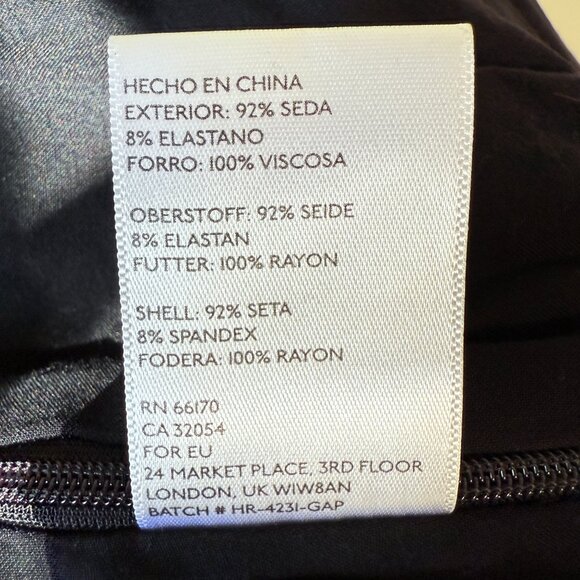 HECHO EN CHINA
EXTERIOR: 92% SEDA
8% ELASTANO
FORRO: 100% VISCOSA
OBERSTOFF: 92% SEIDE
8% ELASTAN
FUTTER: 100% RAYON
SHELL: 92% SETA
8% SPANDEX
FODERA: 100% RAYON
RN 66170
CA 32054
FOR EU
24 MARKET PLACE, 3RD FLOOR
LONDON, UK W1W8AN
BATCH # HR-4231-GAP